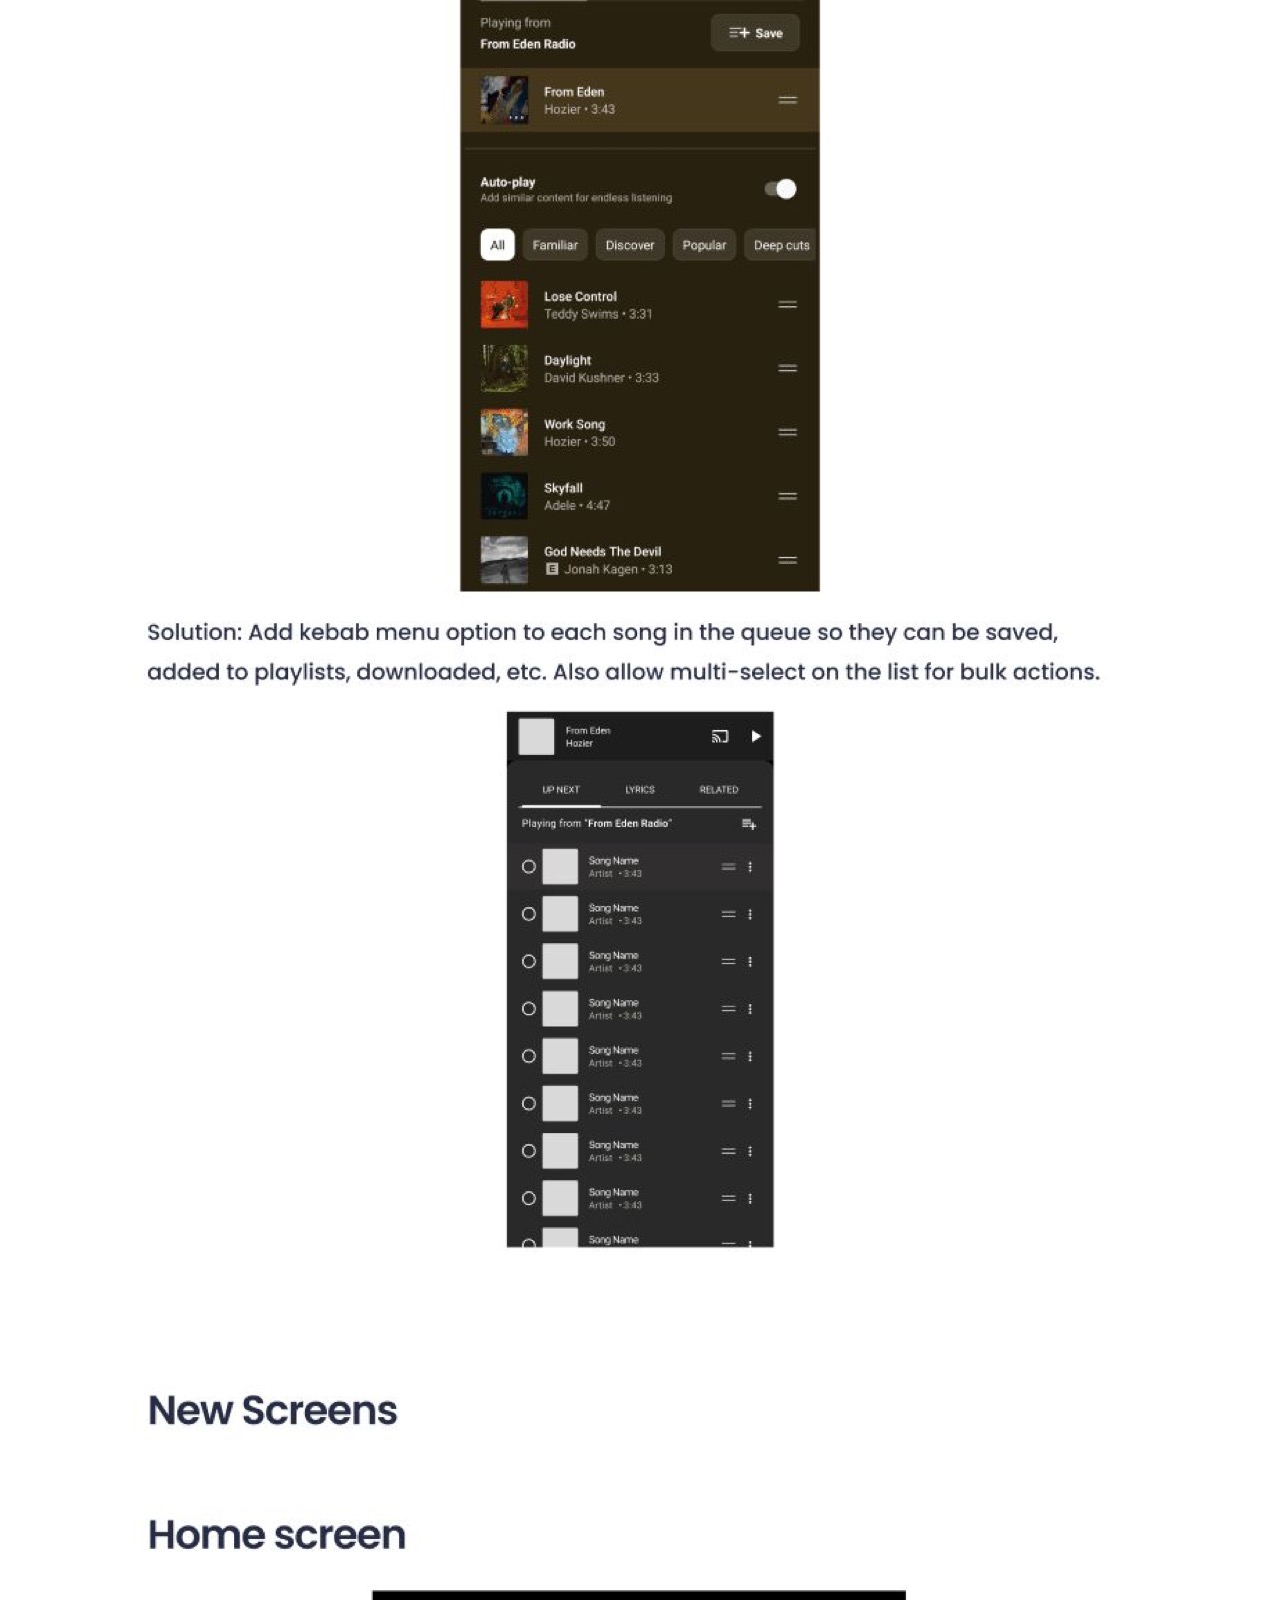 Playing from
From Eden Radio
Save
From Eden
Hozier • 3:43
Auto-play
Add similar content for endless listening
All Familiar Discover Popular Deep cuts
Lose Control
Teddy Swims • 3:31
Daylight
David Kushner • 3:33
Work Song
Hozier • 3:50
Skyfall
Adele • 4:47
God Needs The Devil
E Jonah Kagen • 3:13
Solution: Add kebab menu option to each song in the queue so they can be saved,
added to playlists, downloaded, etc. Also allow multi-select on the list for bulk actions.
From Eden
Hozier
UP NEXT LYRICS RELATED
Playing from "From Eden Radio"
Song Name
Artist • 3:43
Song Name
Artist • 3:43
Song Name
Artist • 3:43
Song Name
Artist • 3:43
Song Name
Artist • 3:43
Song Name
Artist • 3:43
Song Name
Artist • 3:43
Song Name
Artist • 3:43
Song Name
New Screens
Home screen